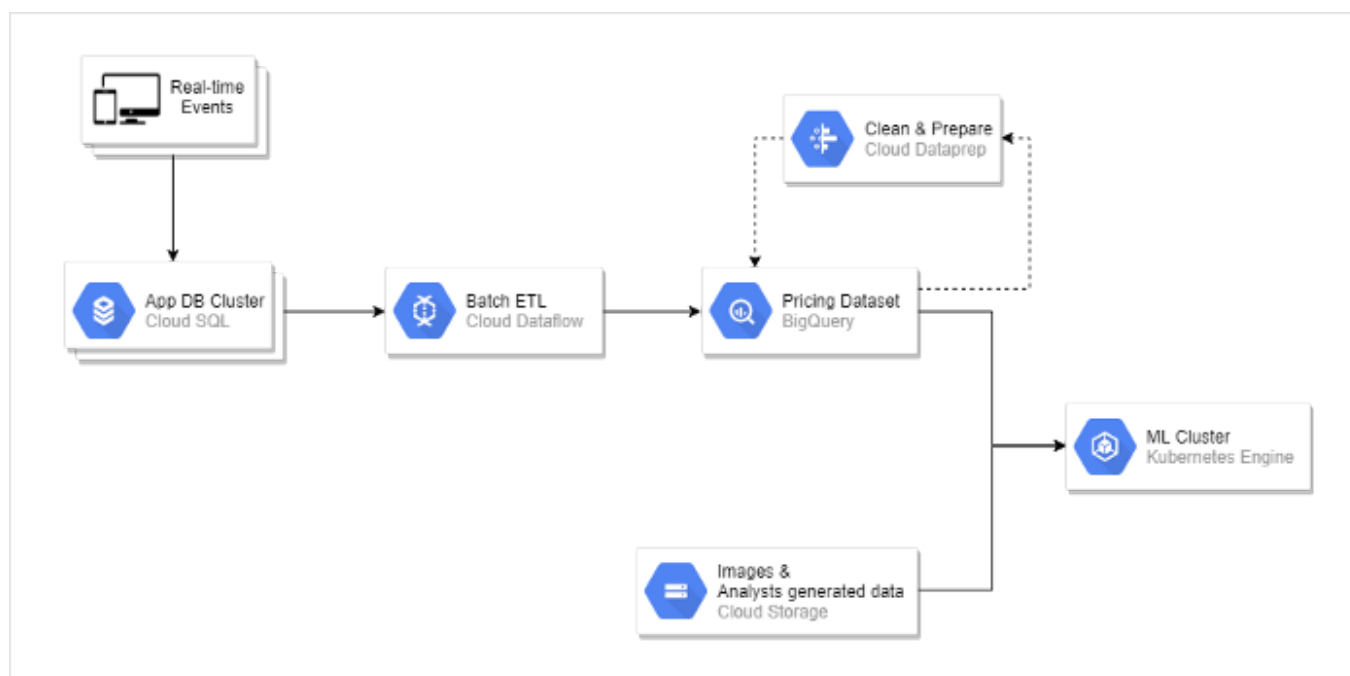 Real-time
Events
Clean & Prepare
Cloud Dataprep
App DB Cluster
Cloud SQL
Batch ETL
Cloud Dataflow
Pricing Dataset
BigQuery
ML Cluster
Kubernetes Engine
Images &
Analysts generated data
Cloud Storage